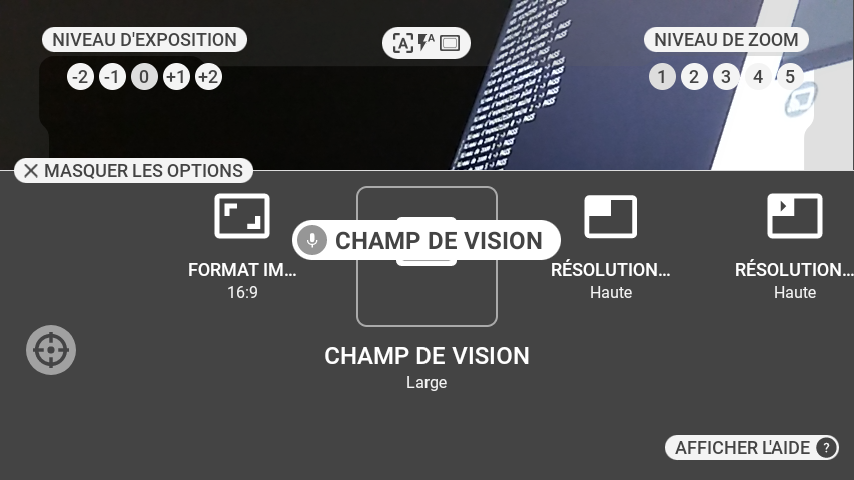 NIVEAU D'EXPOSITION
-2 -1 0 +1 +2
A
A
NIVEAU DE ZOOM
1 2 3 4 5
MASQUER LES OPTIONS
FORMAT IM...
16:9
CHAMP DE VISION
CHAMP DE VISION
Large
RÉSOLUTION...
Haute
RÉSOLUTION...
Haute
AFFICHER L'AIDE ?